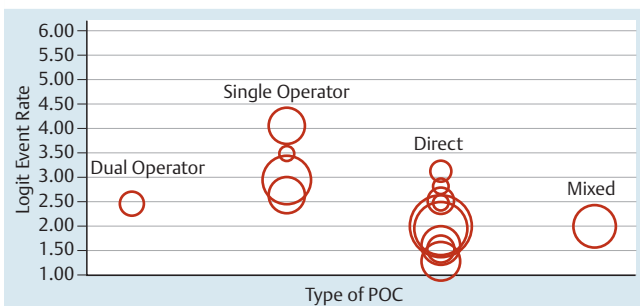 Logit Event Rate
6.00
5.50
5.00
4.50
4.00
3.50
3.00
2.50
2.00
1.50
1.00
Single Operator
Direct
Dual Operator
Mixed
Type of POC